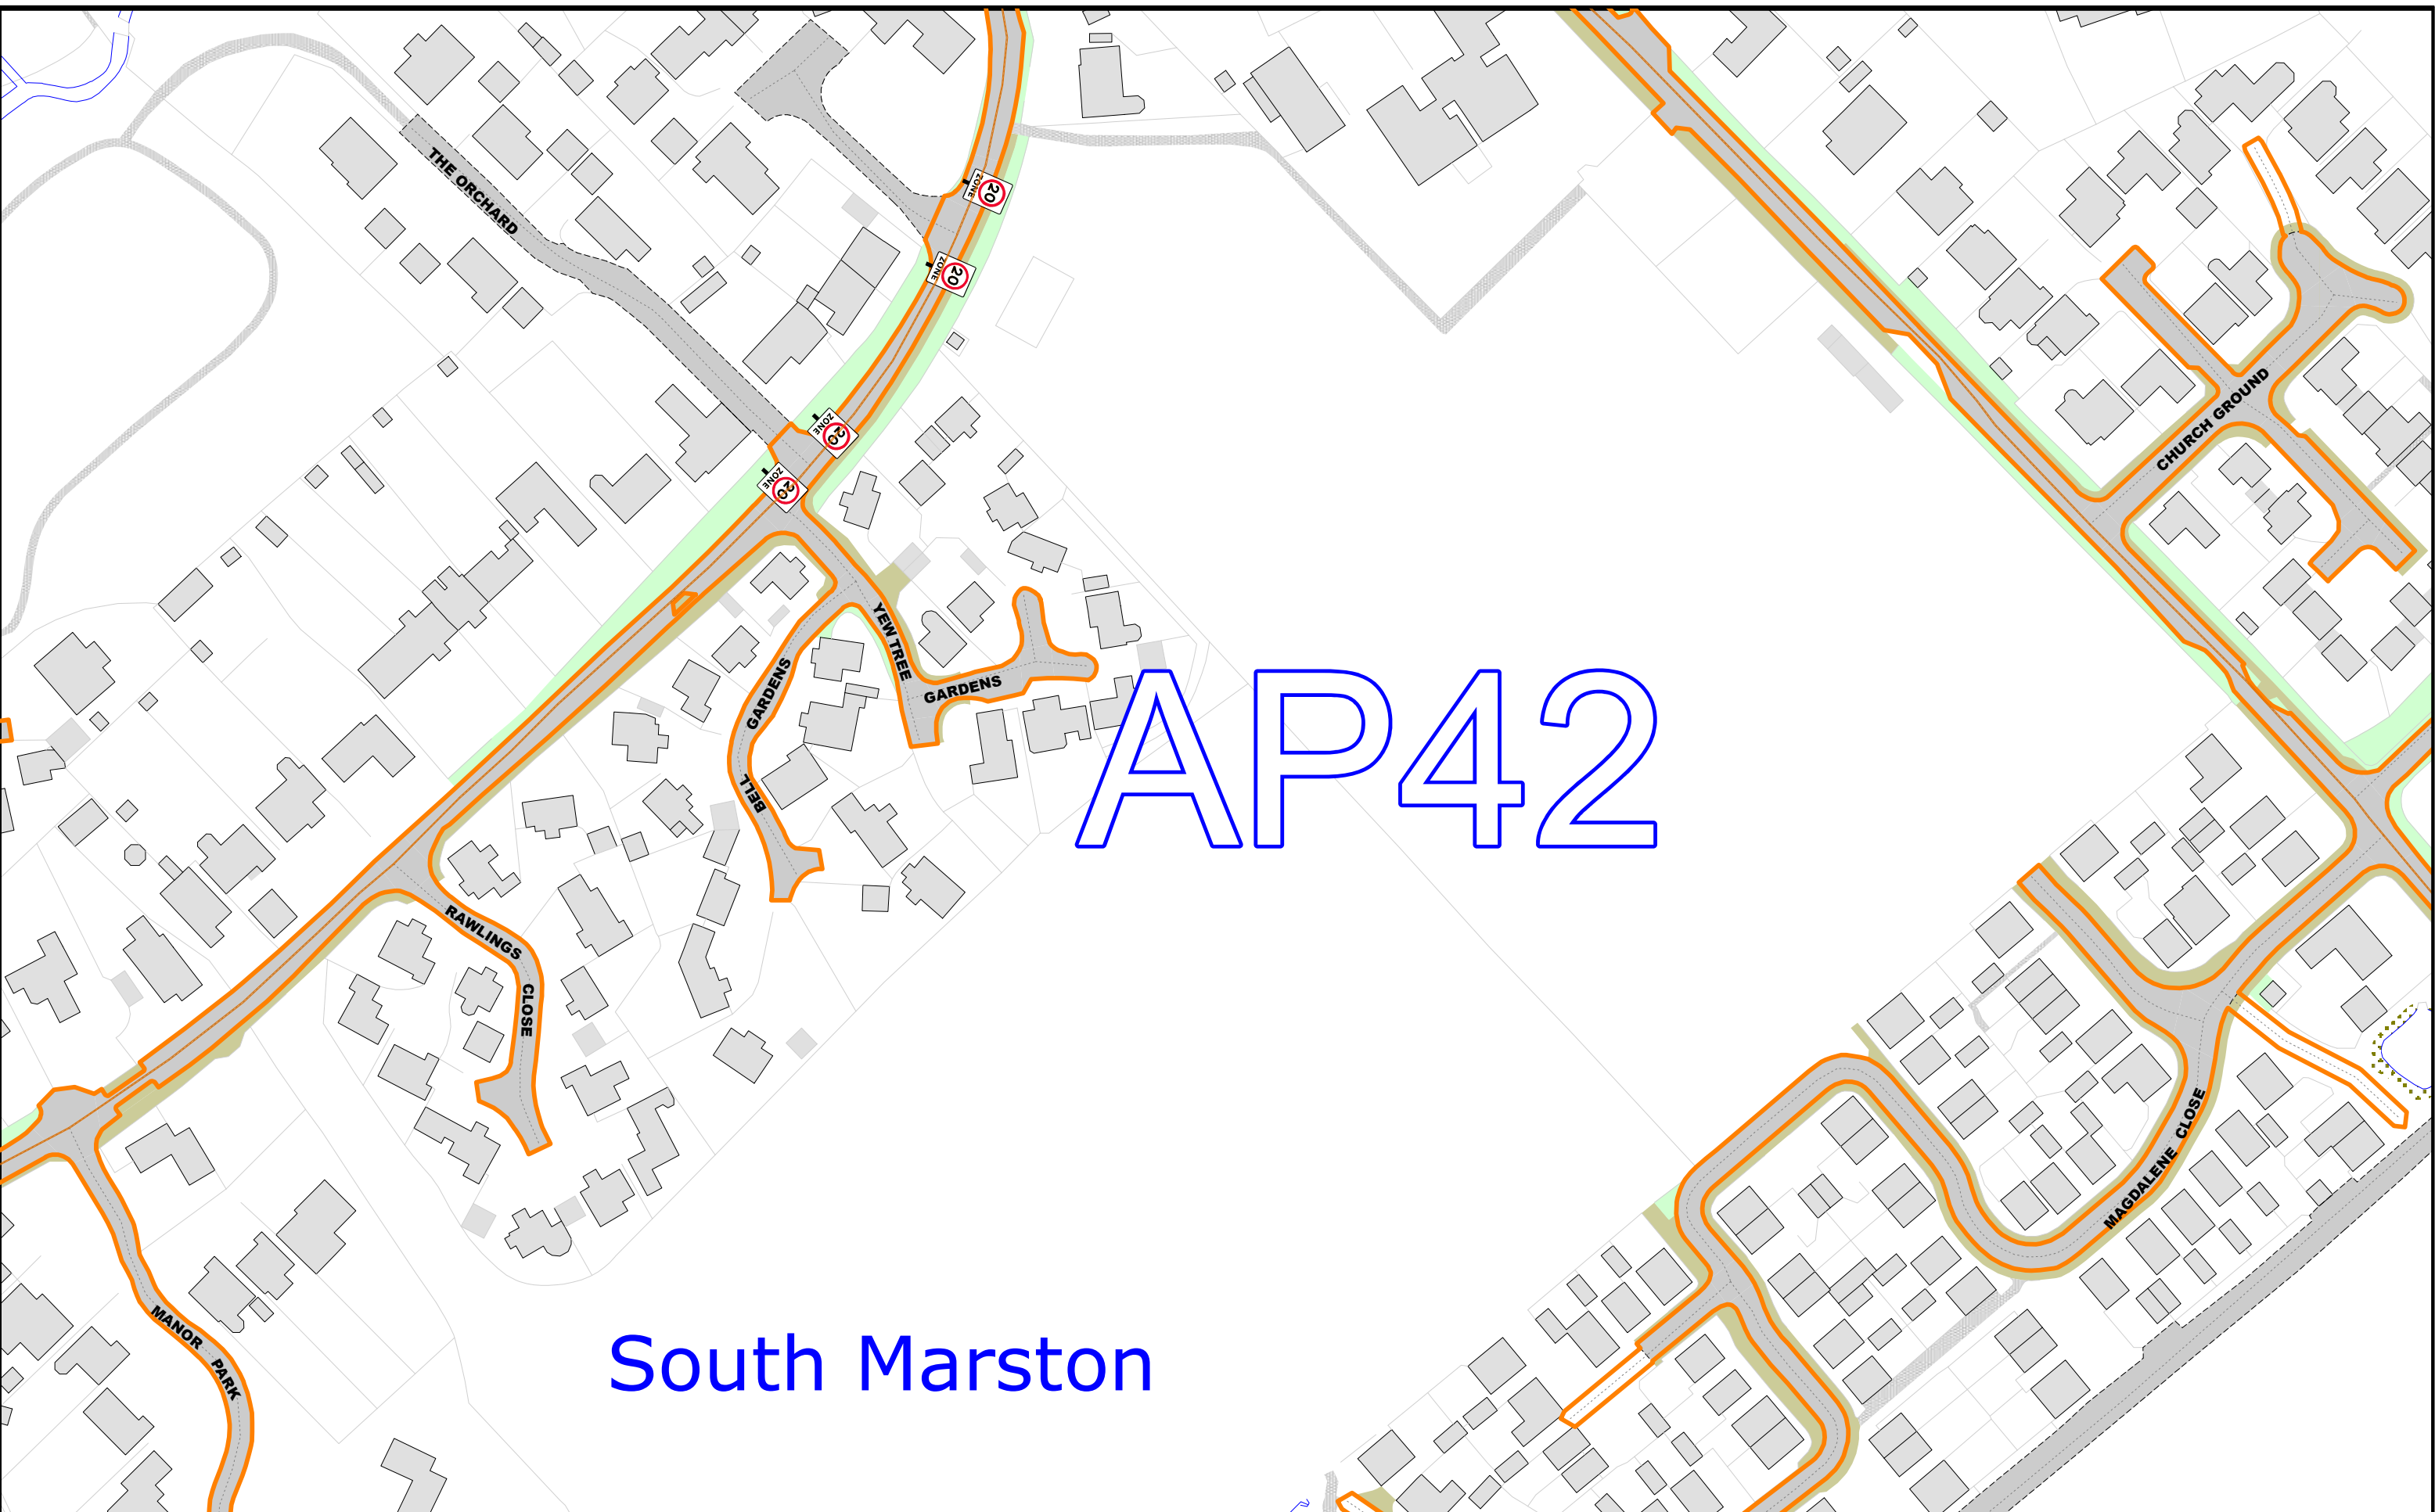 THE ORCHARD
ZONE
20
ZONE
20
ZONE
20
ZONE
20
CHURCH GROUND
YEW TREE
GARDENS
GARDENS
BELL
AP42
RAWLINGS
CLOSE
MAGDALENE CLOSE
MANOR PARK
South Marston